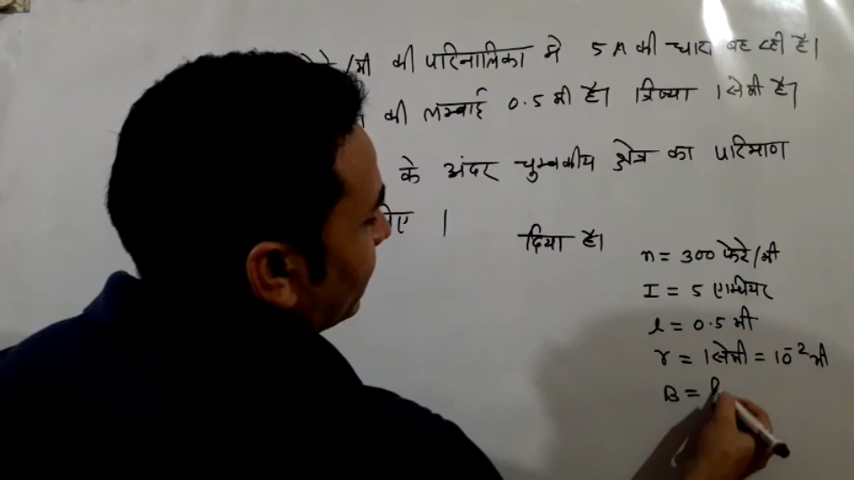 /मी की परिनालिका मे 5 A की धारा बह रही है।
की लम्बाई 0.5 मी है। त्रिज्या 1 सेमी है।
के अंदर चुम्बकीय क्षेत्र का परिमाण
।
दिया है।
n = 300 फेरे/मी
I = 5 एम्पियर
l = 0.5 मी
r = 1 सेमी = 10⁻² मी
B =